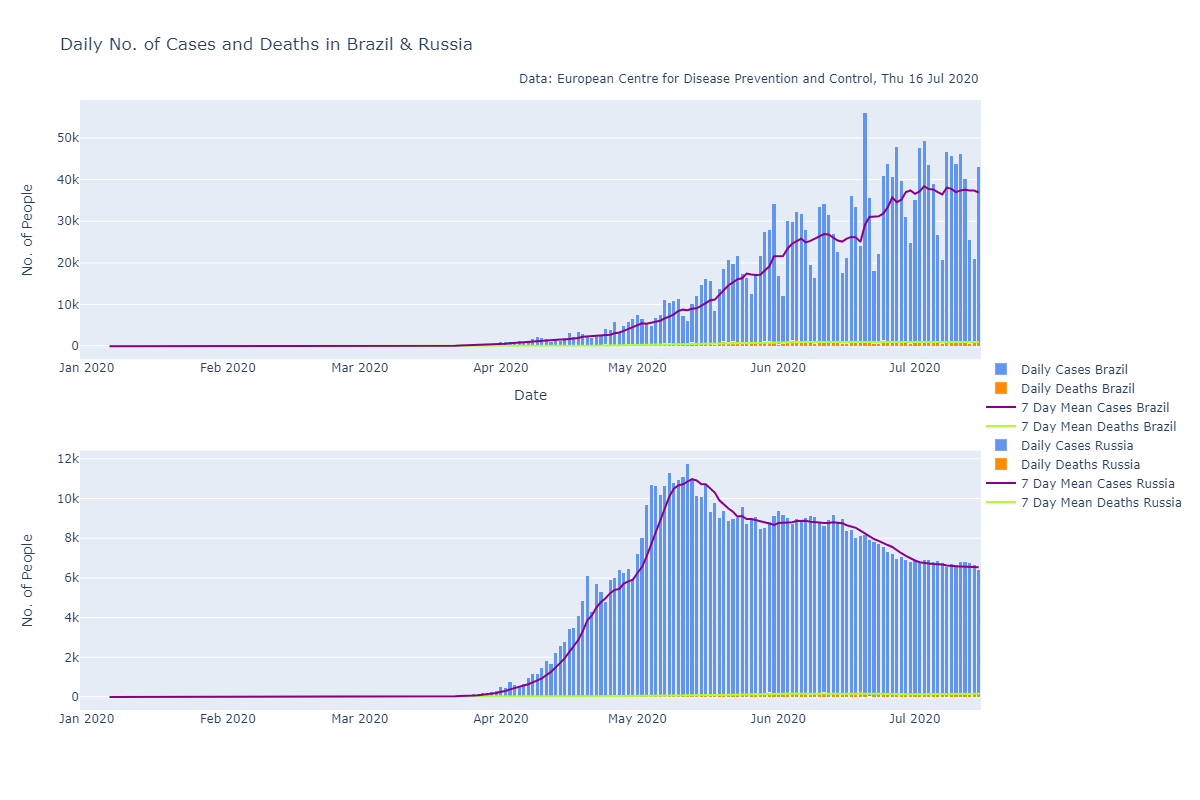 Daily No. of Cases and Deaths in Brazil & Russia
Data: European Centre for Disease Prevention and Control, Thu 16 Jul 2020
No. of People
50k
40k
30k
20k
10k
0
Jan 2020 Feb 2020 Mar 2020 Apr 2020 May 2020 Jun 2020 Jul 2020
Date
Daily Cases Brazil
Daily Deaths Brazil
7 Day Mean Cases Brazil
7 Day Mean Deaths Brazil
Daily Cases Russia
Daily Deaths Russia
7 Day Mean Cases Russia
7 Day Mean Deaths Russia
No. of People
12k
10k
8k
6k
4k
2k
0
Jan 2020 Feb 2020 Mar 2020 Apr 2020 May 2020 Jun 2020 Jul 2020